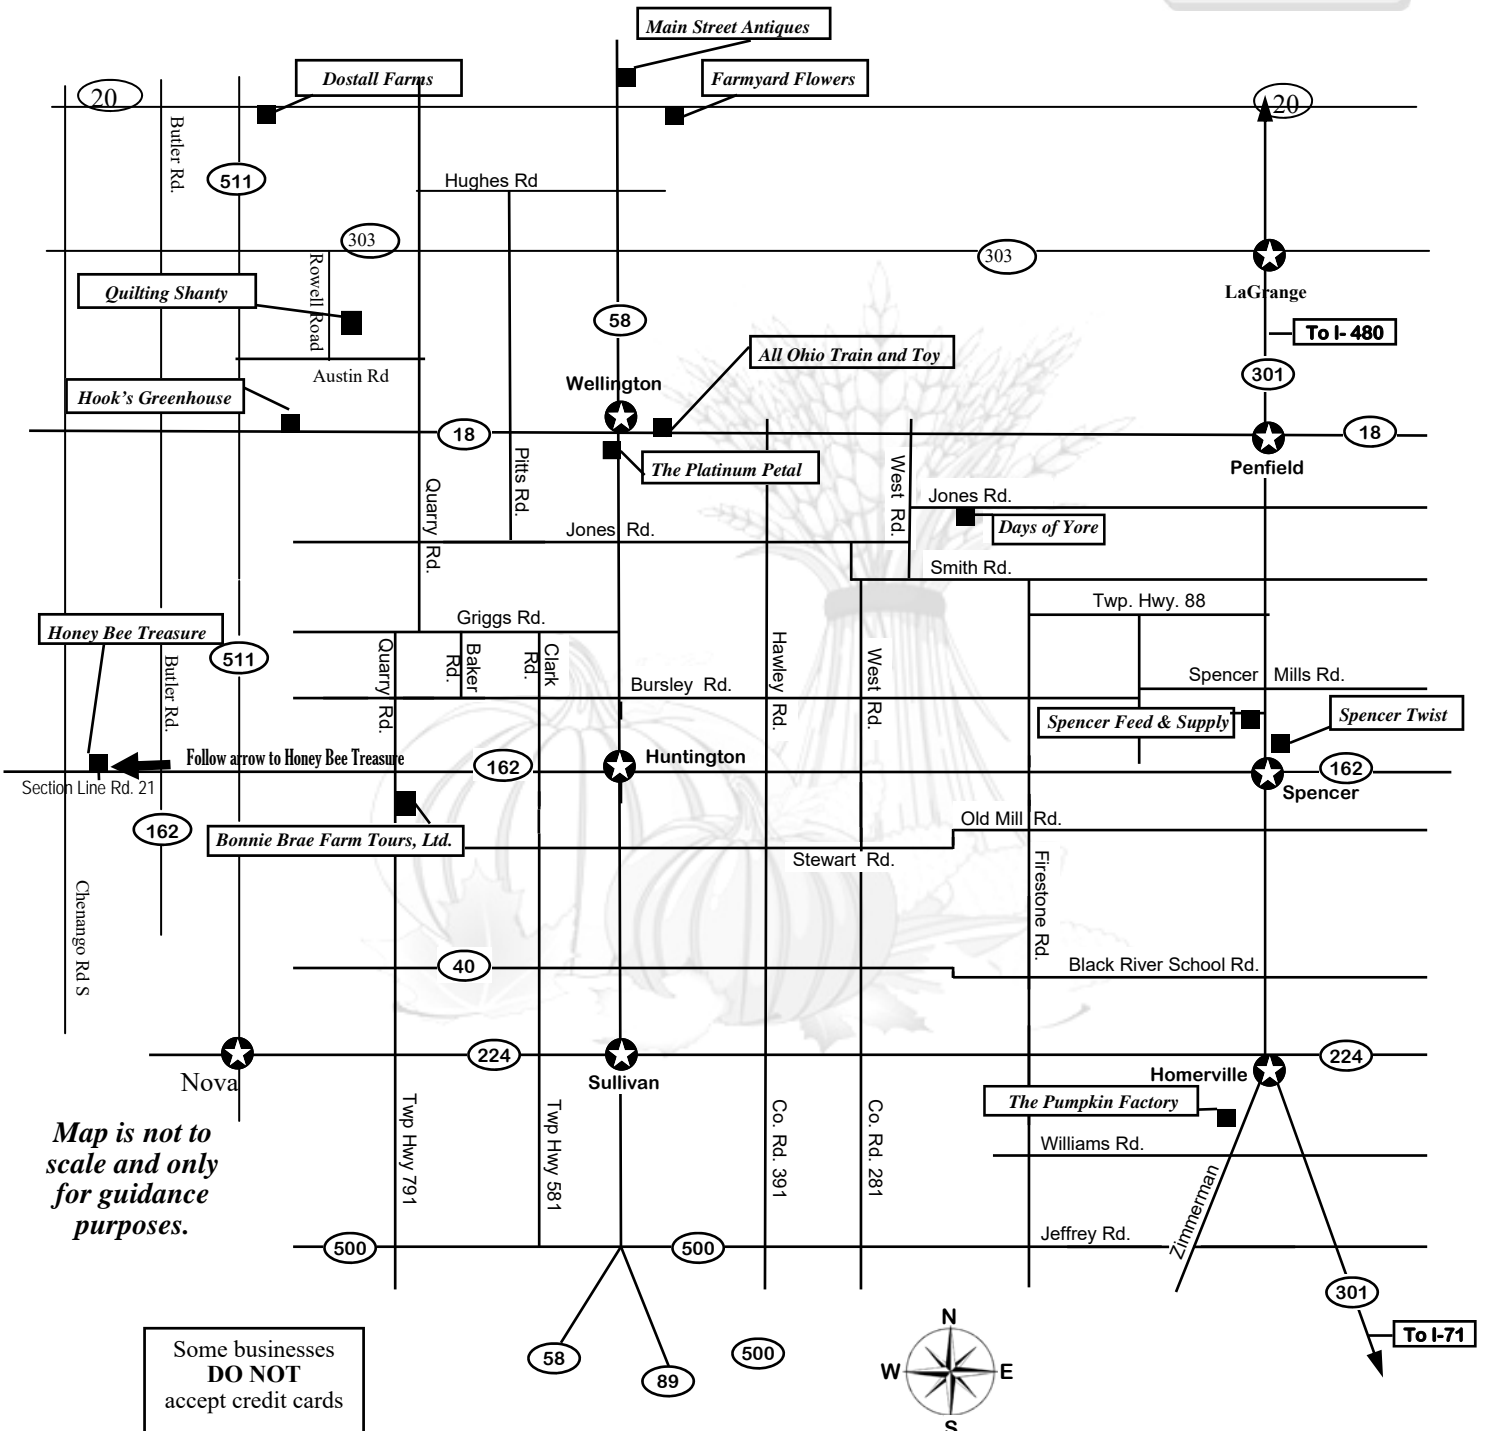 Main Street Antiques
Dostall Farms
Farmyard Flowers
20
20
Butler Rd.
511
Hughes Rd
303
303
Rowell Road
Quilting Shanty
LaGrange
58
To I- 480
All Ohio Train and Toy
Austin Rd
Wellington
301
Hook's Greenhouse
18
18
The Platinum Petal
Penfield
Pitts Rd.
Quarry Rd.
West Rd.
Jones Rd.
Jones Rd.
Days of Yore
Smith Rd.
Twp. Hwy. 88
Griggs Rd.
Honey Bee Treasure
511
Butler Rd.
Quarry Rd.
Baker
Rd.
Clark
Rd.
Hawley Rd.
West Rd.
Spencer Mills Rd.
Bursley Rd.
Spencer Feed & Supply
Spencer Twist
Follow arrow to Honey Bee Treasure
162
Huntington
162
Section Line Rd. 21
Spencer
162
Old Mill Rd.
Bonnie Brae Farm Tours, Ltd.
Stewart Rd.
Firestone Rd.
Chenango Rd S
40
Black River School Rd.
224
224
Nova
Sullivan
Homerville
The Pumpkin Factory
Twp Hwy 791
Twp Hwy 581
Co. Rd. 391
Co. Rd. 281
Williams Rd.
Map is not to
scale and only
for guidance
purposes.
Zimmerman
Jeffrey Rd.
500
500
301
To I-71
Some businesses
DO NOT
accept credit cards
58
89
500
N
W
E
S